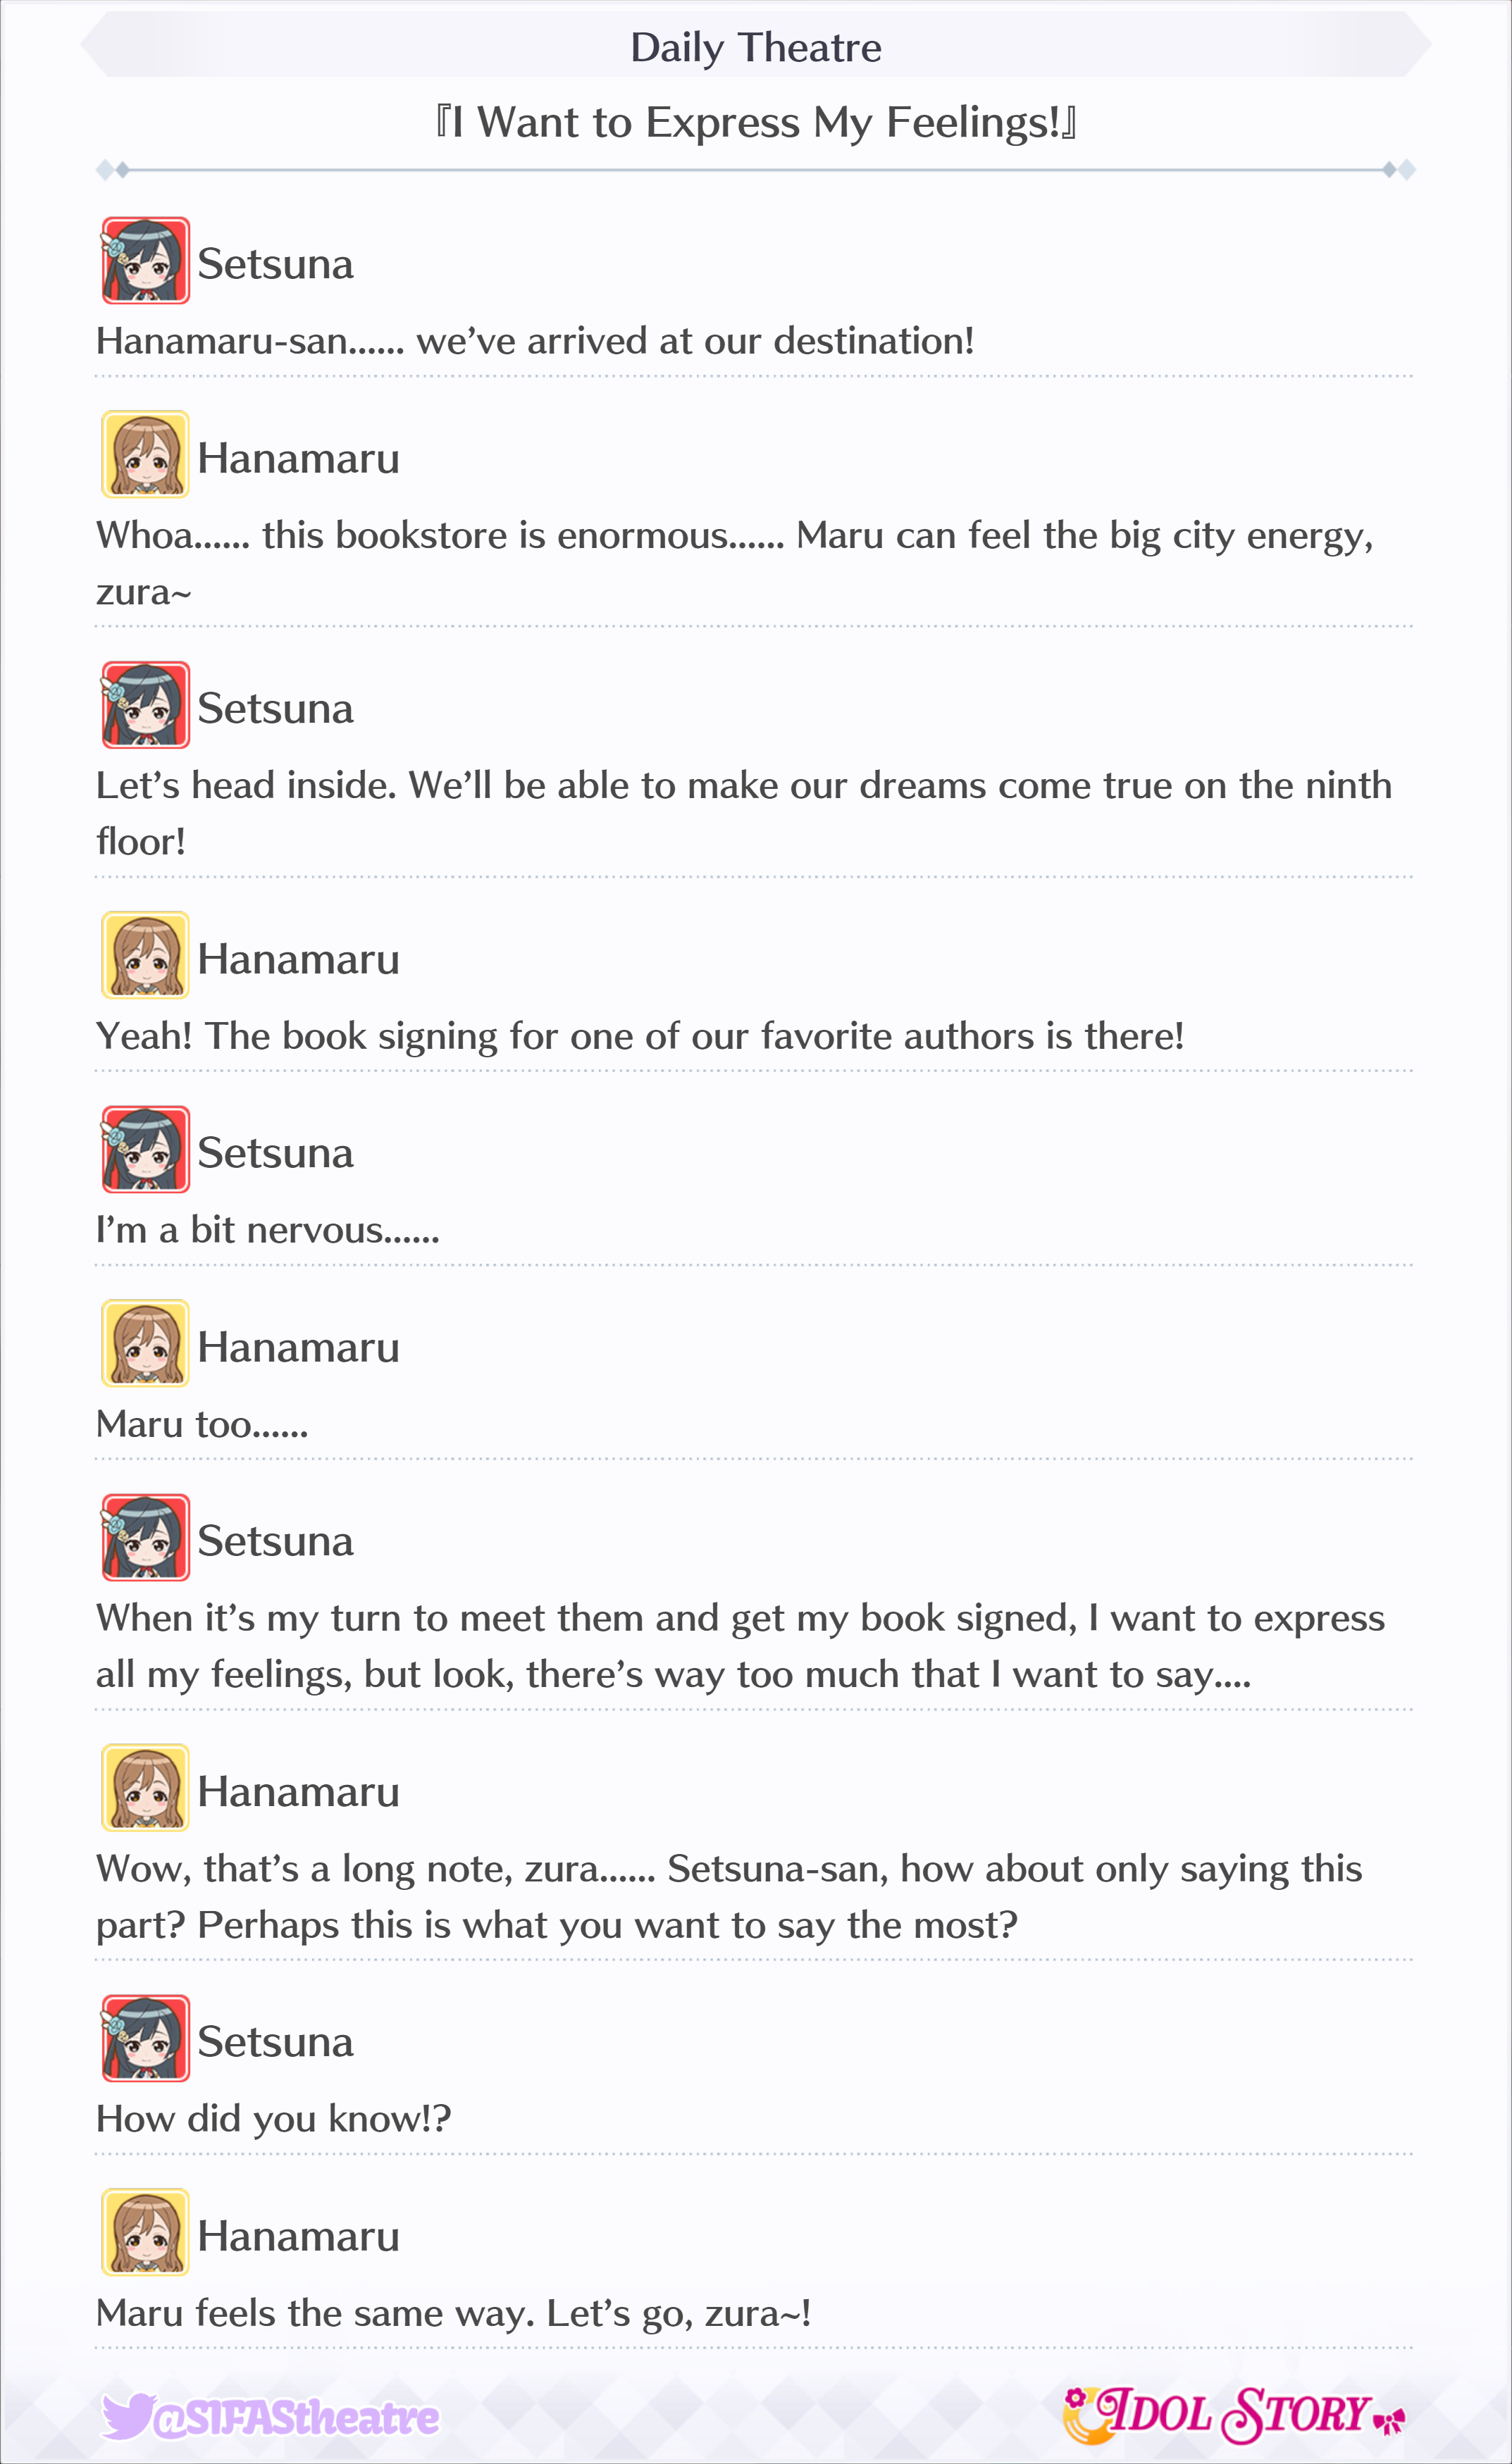 Daily Theatre
『I Want to Express My Feelings!』
Setsuna
Hanamaru-san...... we’ve arrived at our destination!
Hanamaru
Whoa...... this bookstore is enormous...... Maru can feel the big city energy,
zura~
Setsuna
Let’s head inside. We’ll be able to make our dreams come true on the ninth
floor!
Hanamaru
Yeah! The book signing for one of our favorite authors is there!
Setsuna
I’m a bit nervous......
Hanamaru
Maru too......
Setsuna
When it’s my turn to meet them and get my book signed, I want to express
all my feelings, but look, there’s way too much that I want to say....
Hanamaru
Wow, that’s a long note, zura...... Setsuna-san, how about only saying this
part? Perhaps this is what you want to say the most?
Setsuna
How did you know!?
Hanamaru
Maru feels the same way. Let’s go, zura~!
@SIFAStheatre
IDOL STORY